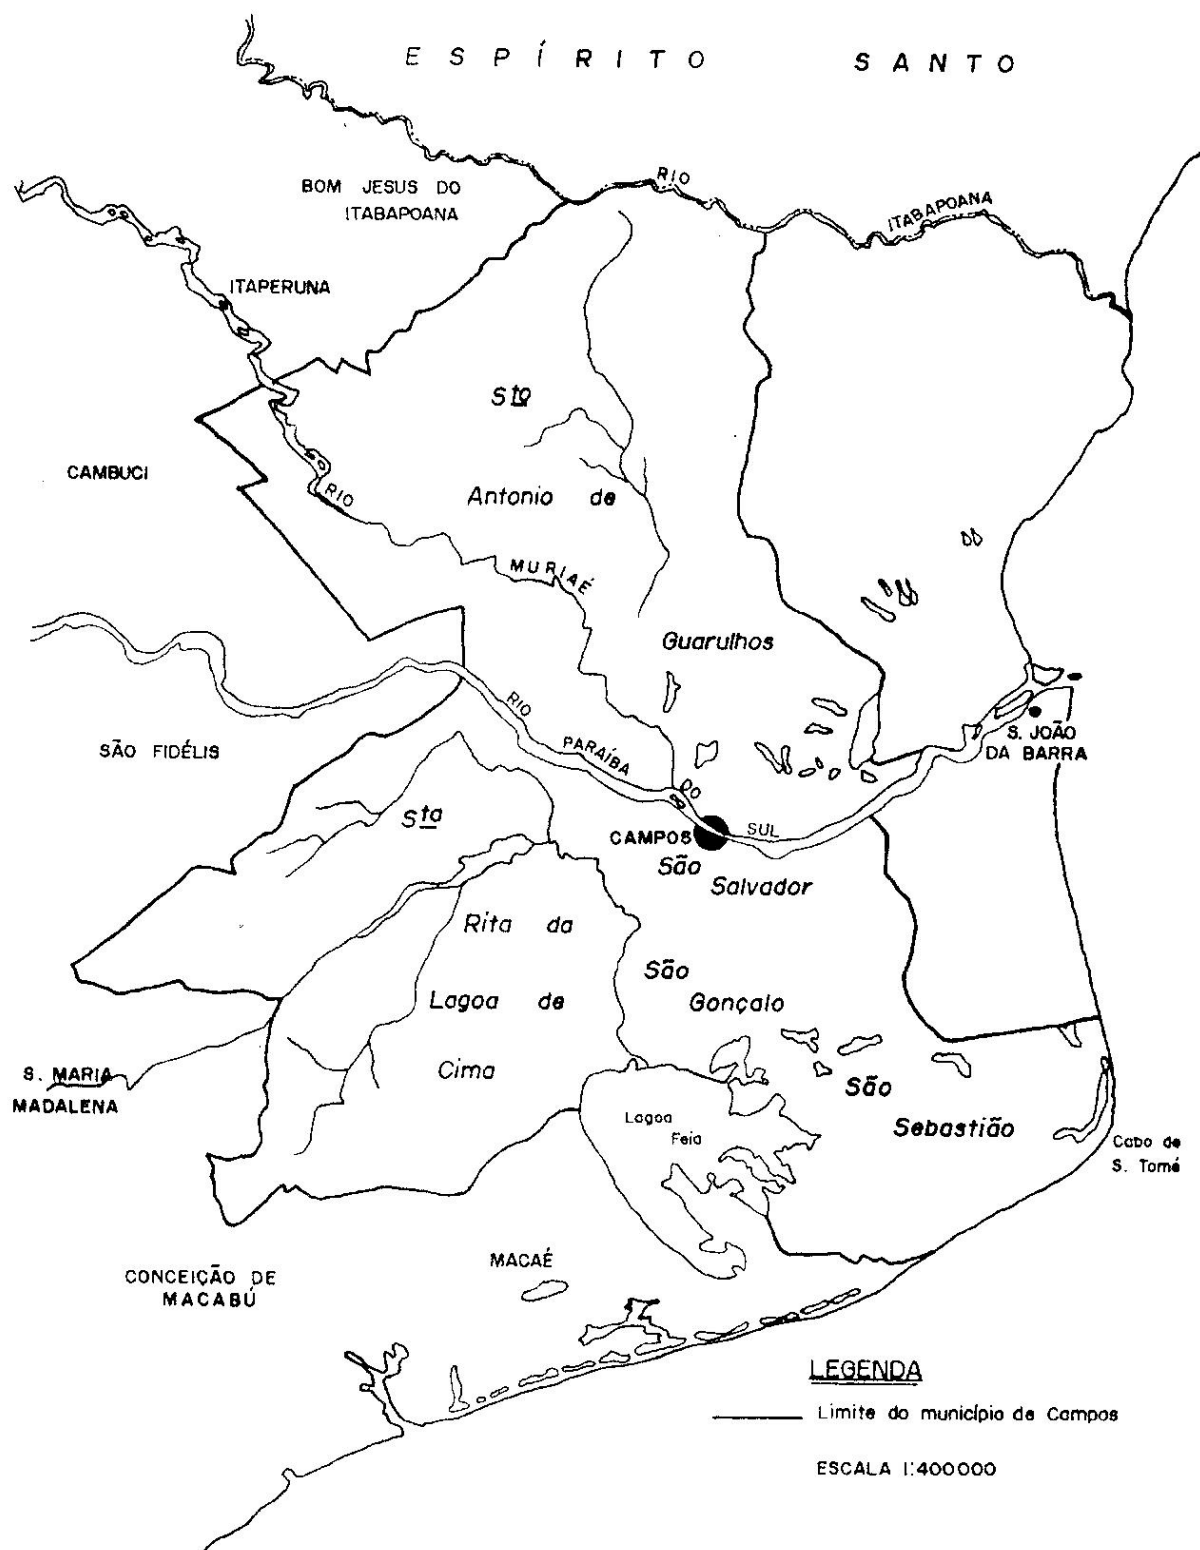 ESPÍRITO SANTO
BOM JESUS DO
ITABAPOANA
RIO
ITABAPOANA
ITAPERUNA
Sto
CAMBUCI
RIO
Antonio de
MURIAÉ
Guarulhos
RIO
PARAÍBA
DO
SUL
SÃO FIDÉLIS
S. JOÃO
DA BARRA
Sta
CAMPOS
São
Salvador
Rita da
São
Lagoa de
Gonçalo
Cima
S. MARIA
MADALENA
São
Sebastião
Lagoa
Feia
Cabo de
S. Tomé
MACAÉ
CONCEIÇÃO DE
MACABÚ
LEGENDA
Limite do município de Campos
ESCALA 1:400000